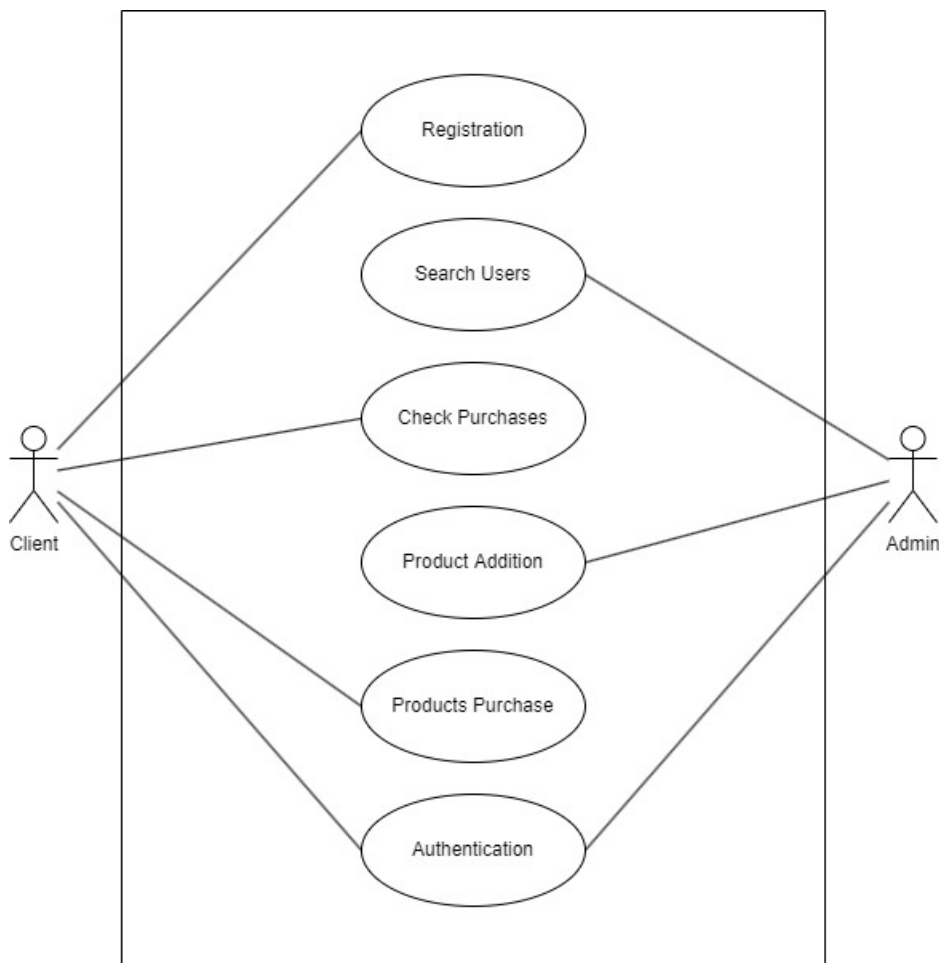 Registration
Search Users
Check Purchases
Client
Admin
Product Addition
Products Purchase
Authentication